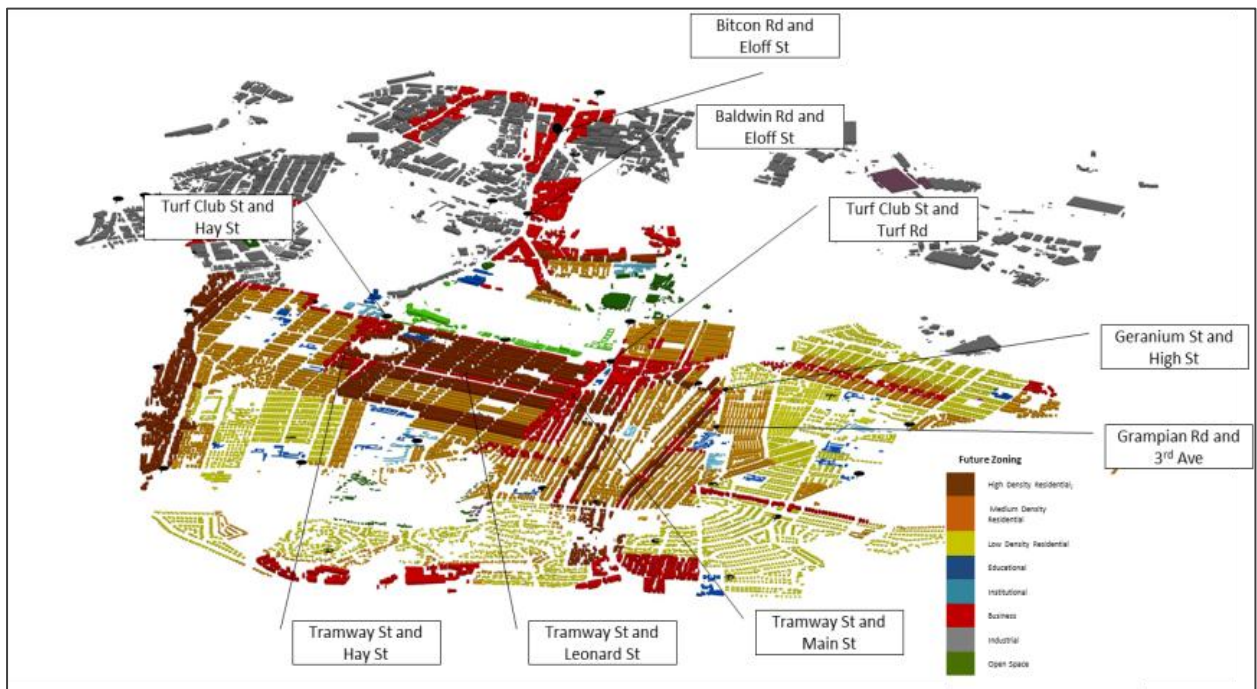 Bitcon Rd and
Eloff St
Baldwin Rd and
Eloff St
Turf Club St and
Hay St
Turf Club St and
Turf Rd
Geranium St and
High St
Grampian Rd and
3rd Ave
Future Zoning
High Density Residential,
Medium Density
Residential
Low Density Residential
Educational
Institutional
Business
Industrial
Open Space
Tramway St and
Hay St
Tramway St and
Leonard St
Tramway St and
Main St